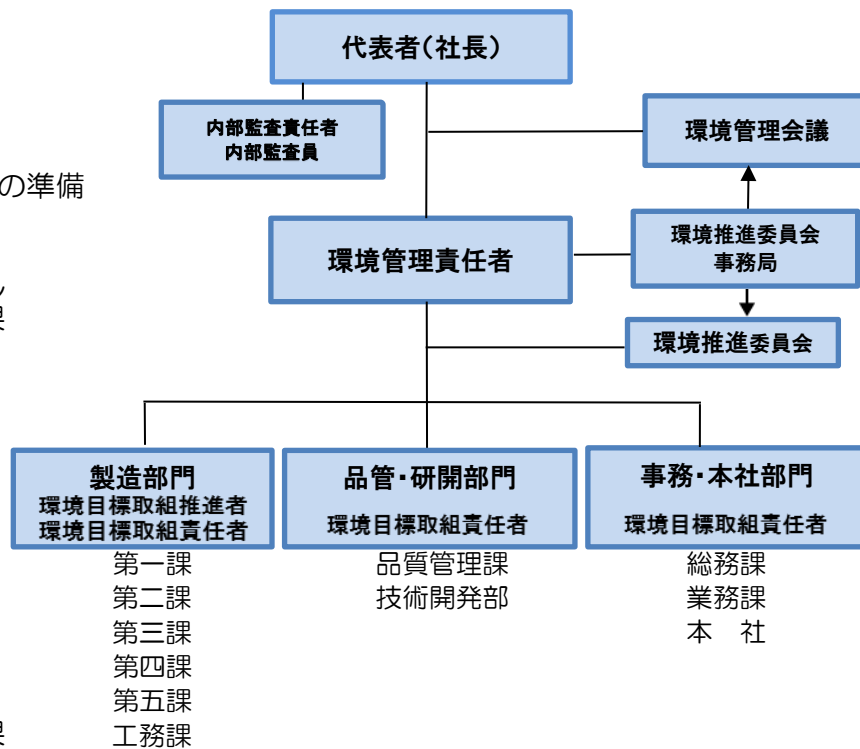 代表者(社長)
内部監査責任者
内部監査員
環境管理会議
の準備
環境管理責任者
環境推進委員会
事務局
課
環境推進委員会
製造部門
環境目標取組推進者
環境目標取組責任者
品管・研開部門
環境目標取組責任者
事務・本社部門
環境目標取組責任者
第一課
第二課
第三課
第四課
第五課
工務課
品質管理課
技術開発部
総務課
業務課
本　社
課